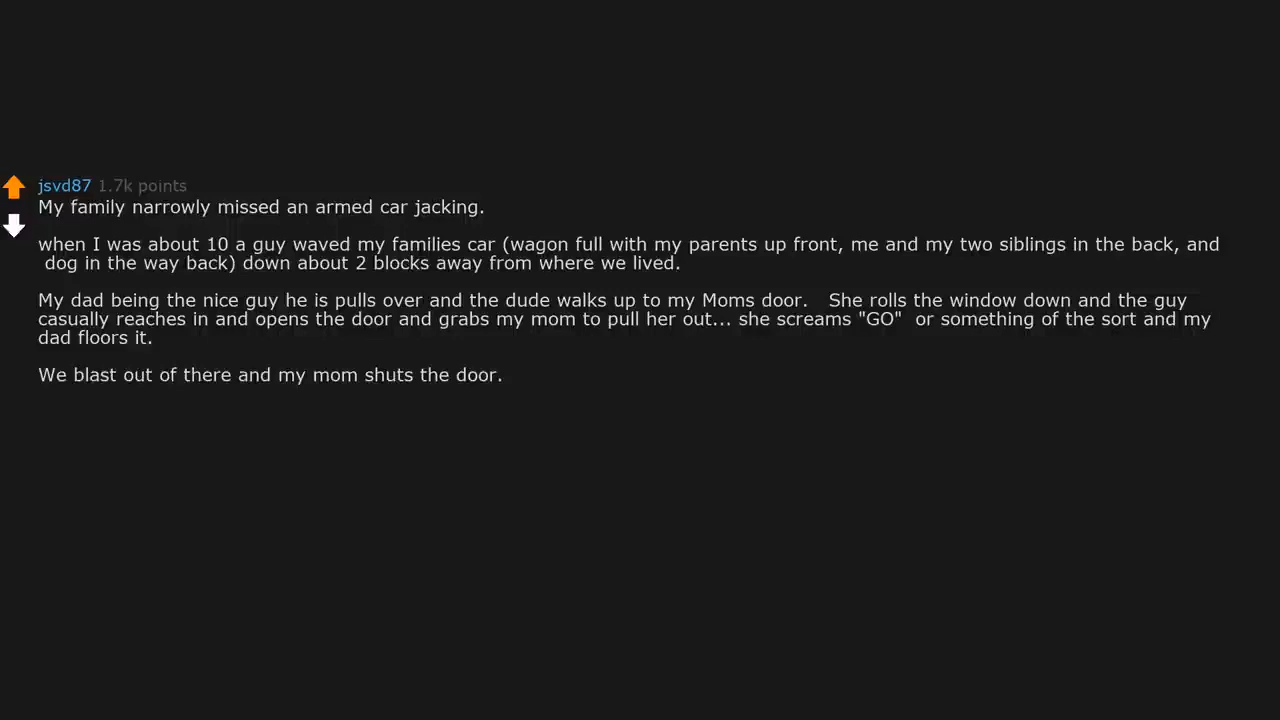 jsvd87 1.7k points
My family narrowly missed an armed car jacking.
when I was about 10 a guy waved my families car (wagon full with my parents up front, me and my two siblings in the back, and
dog in the way back) down about 2 blocks away from where we lived.
My dad being the nice guy he is pulls over and the dude walks up to my Moms door.   She rolls the window down and the guy
casually reaches in and opens the door and grabs my mom to pull her out... she screams "GO"  or something of the sort and my
dad floors it.
We blast out of there and my mom shuts the door.